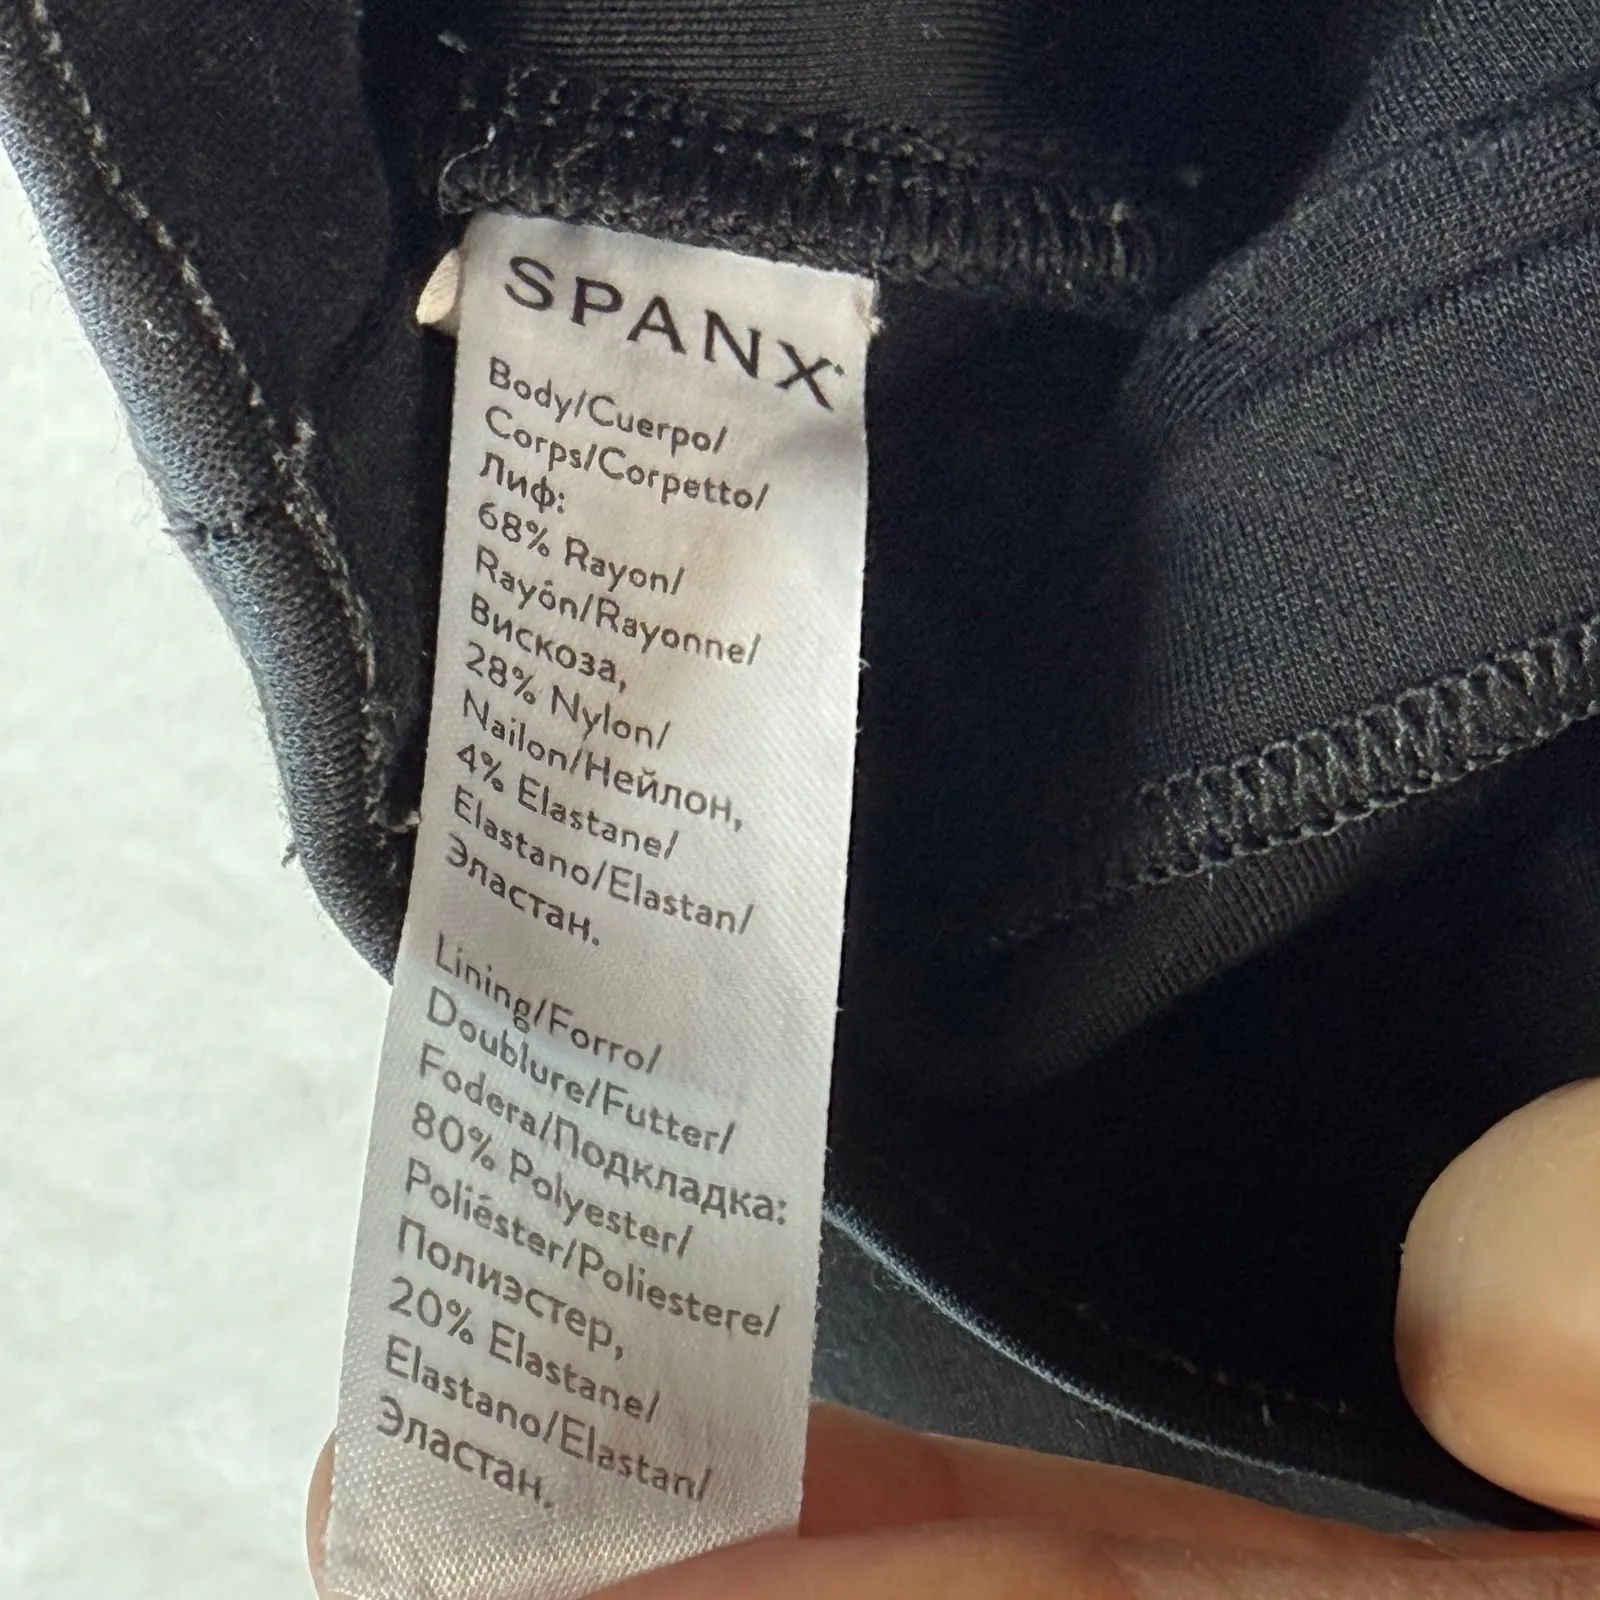 SPANX
Body/Cuerpo/
Corps/Corpetto/
Лиф:
68% Rayon/
Rayón/Rayonne/
Вискоза,
28% Nylon/
Nailon/Нейлон,
4% Elastane/
Elastano/Elastan/
Эластан.
Lining/Forro/
Doublure/Futter/
Fodera/Подкладка:
80% Polyester/
Poliéster/Poliestere/
Полиэстер,
20% Elastane/
Elastano/Elastan/
Эластан.